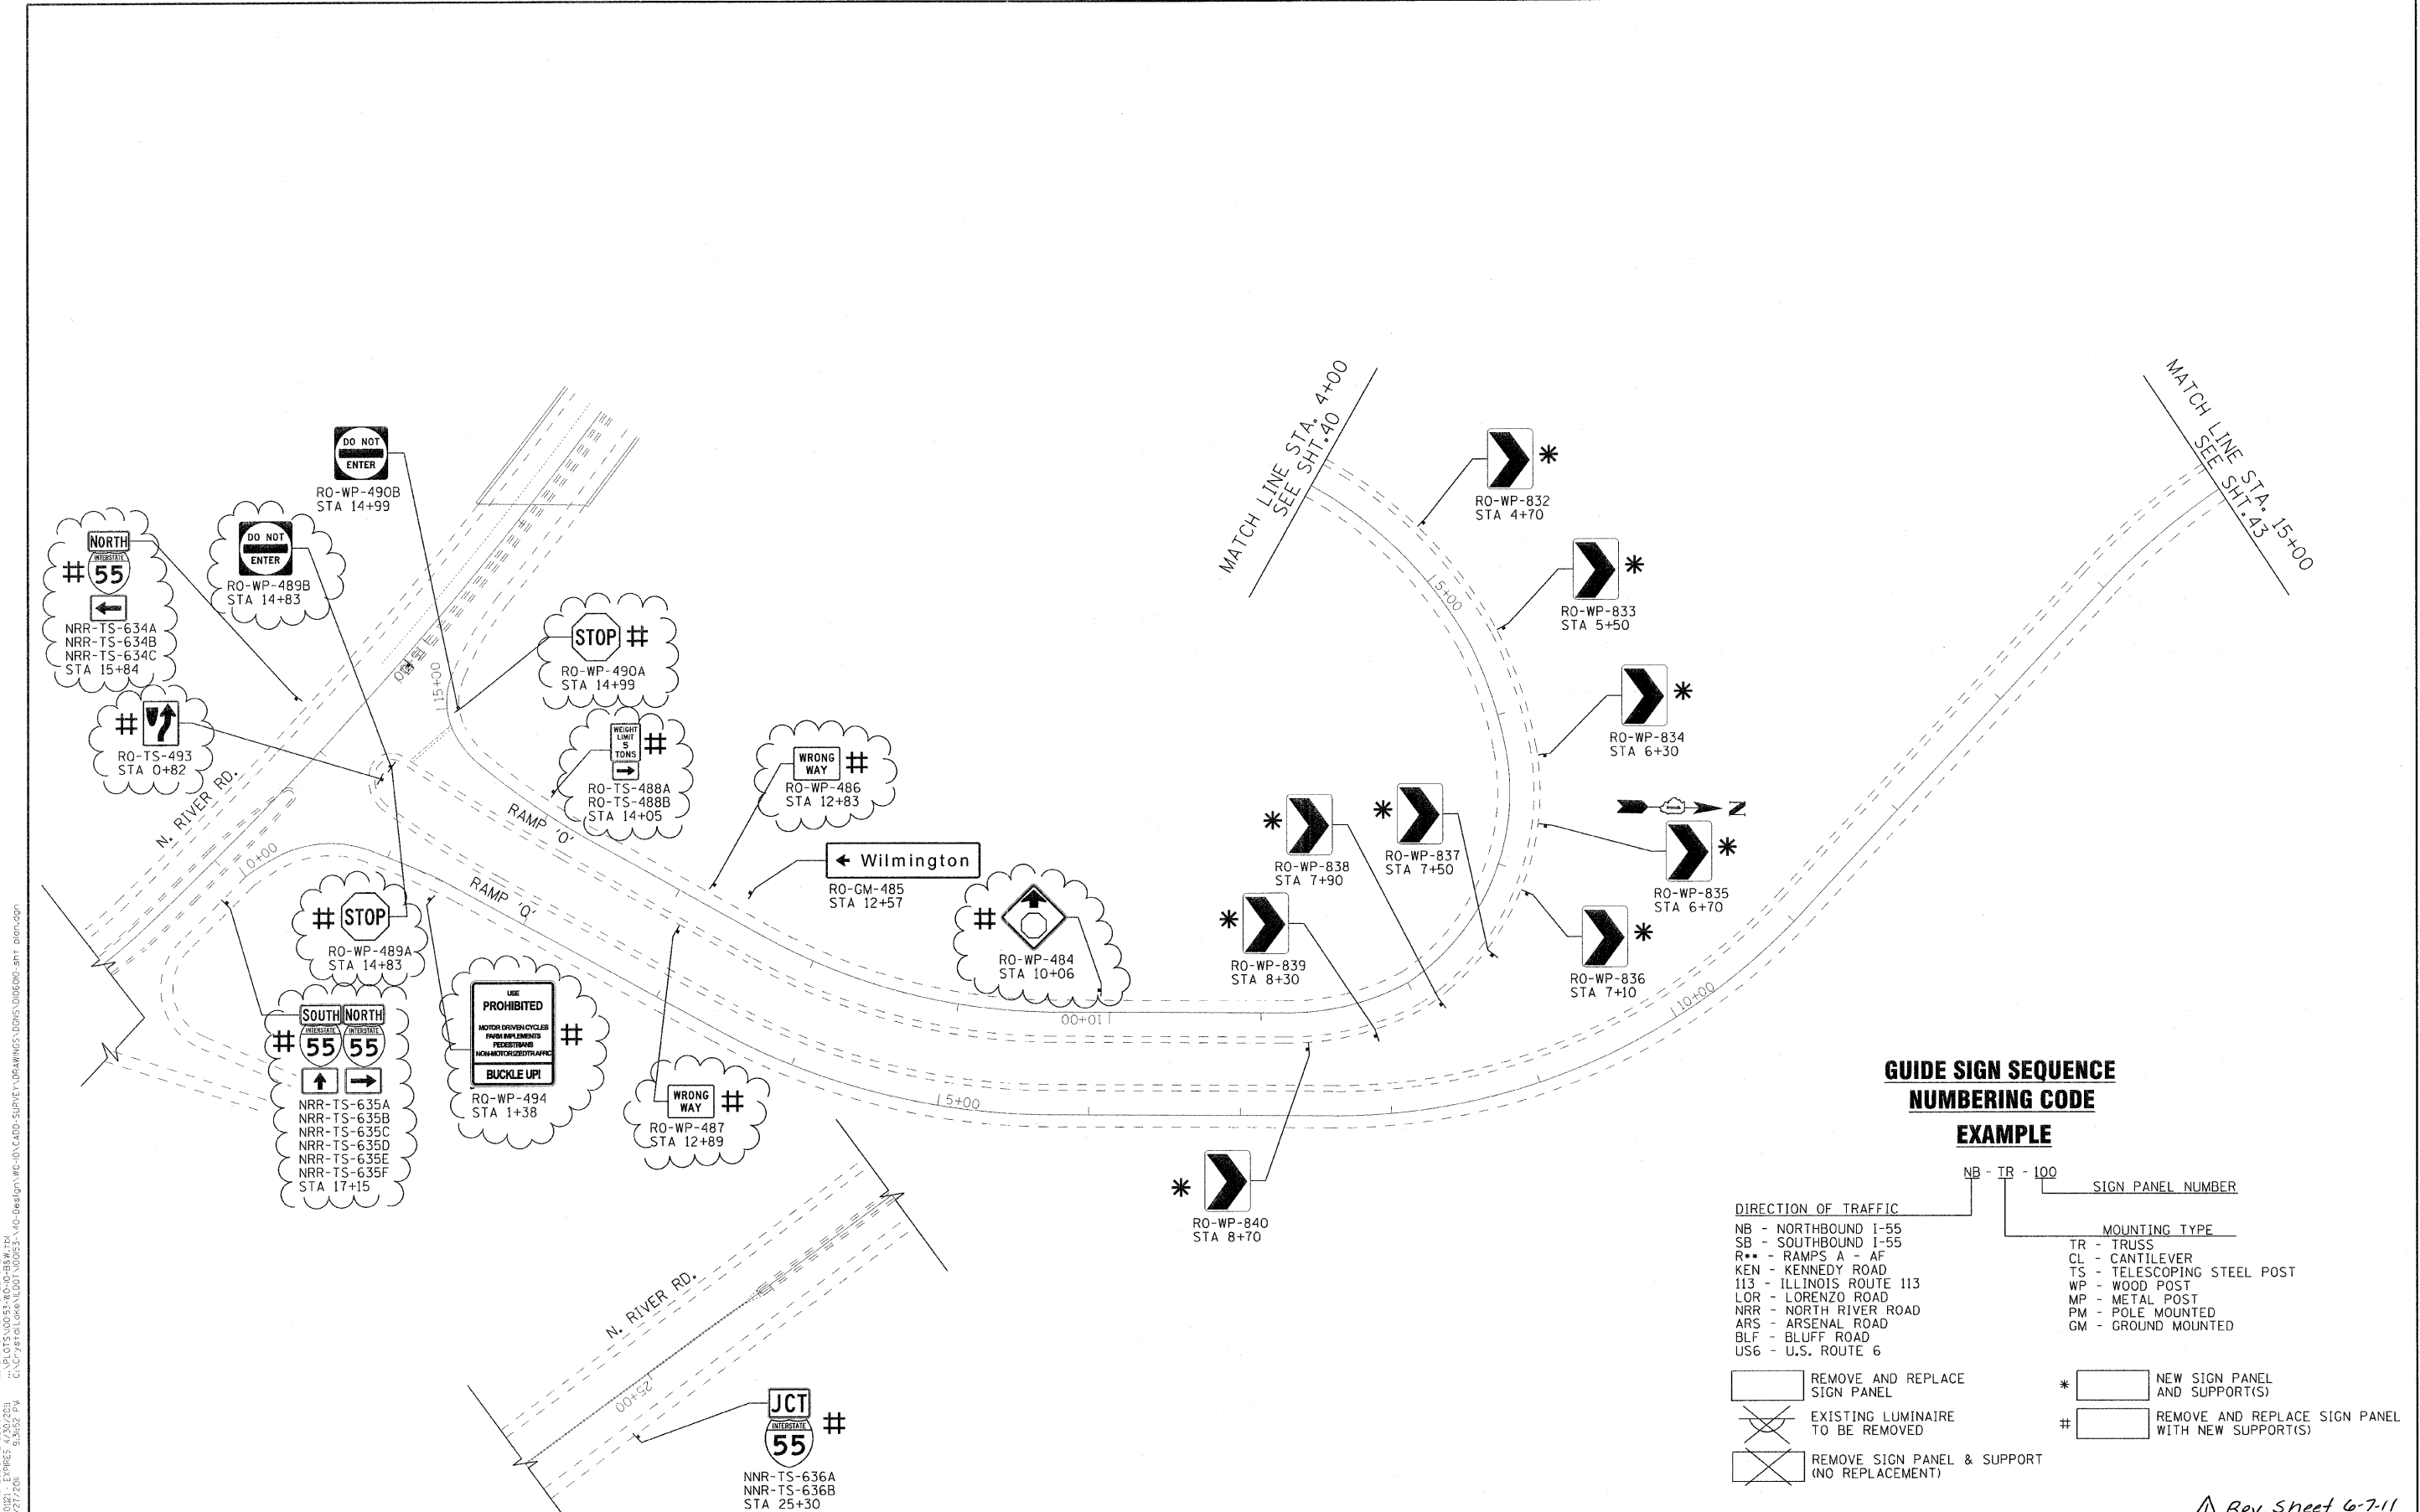 MATCH LINE STA. 4+00
SEE SHT.40
MATCH LINE STA. 15+00
SEE SHT.43
DO NOT
ENTER
RO-WP-490B
STA 14+99
NORTH
INTERSTATE
55
NRR-TS-634A
NRR-TS-634B
NRR-TS-634C
STA 15+84
DO NOT
ENTER
RO-WP-489B
STA 14+83
STOP #
RO-WP-490A
STA 14+99
#
RO-TS-493
STA 0+82
WEIGHT
LIMIT
5
TONS
#
RO-TS-488A
RO-TS-488B
STA 14+05
WRONG
WAY
#
RO-WP-486
STA 12+83
15+00
N. RIVER RD.
RAMP 'O'
10+00
RAMP 'Q'
← Wilmington
RO-GM-485
STA 12+57
#
STOP
RO-WP-489A
STA 14+83
#
RO-WP-484
STA 10+06
SOUTH NORTH
INTERSTATE INTERSTATE
# 55 55
NRR-TS-635A
NRR-TS-635B
NRR-TS-635C
NRR-TS-635D
NRR-TS-635E
NRR-TS-635F
STA 17+15
USE
PROHIBITED
MOTOR DRIVEN CYCLES
FARM IMPLEMENTS
PEDESTRIANS
NON-MOTORIZEDTRAFFIC
BUCKLE UP!
#
RO-WP-494
STA 1+38
WRONG
WAY
#
RO-WP-487
STA 12+89
5+00
10+00
5+00
10+00
*
RO-WP-832
STA 4+70
*
RO-WP-833
STA 5+50
*
RO-WP-834
STA 6+30
N
*
RO-WP-835
STA 6+70
*
RO-WP-836
STA 7+10
*
RO-WP-837
STA 7+50
*
RO-WP-838
STA 7+90
*
RO-WP-839
STA 8+30
*
RO-WP-840
STA 8+70
N. RIVER RD.
25+00
JCT
INTERSTATE
55
#
NNR-TS-636A
NNR-TS-636B
STA 25+30
GUIDE SIGN SEQUENCE
NUMBERING CODE
EXAMPLE
NB - TR - 100
SIGN PANEL NUMBER
DIRECTION OF TRAFFIC
NB - NORTHBOUND I-55
SB - SOUTHBOUND I-55
R** - RAMPS A - AF
KEN - KENNEDY ROAD
113 - ILLINOIS ROUTE 113
LOR - LORENZO ROAD
NRR - NORTH RIVER ROAD
ARS - ARSENAL ROAD
BLF - BLUFF ROAD
US6 - U.S. ROUTE 6
MOUNTING TYPE
TR - TRUSS
CL - CANTILEVER
TS - TELESCOPING STEEL POST
WP - WOOD POST
MP - METAL POST
PM - POLE MOUNTED
GM - GROUND MOUNTED
REMOVE AND REPLACE
SIGN PANEL
EXISTING LUMINAIRE
TO BE REMOVED
REMOVE SIGN PANEL & SUPPORT
(NO REPLACEMENT)
* NEW SIGN PANEL
AND SUPPORT(S)
# REMOVE AND REPLACE SIGN PANEL
WITH NEW SUPPORT(S)
Rev. Sheet 6-7-11